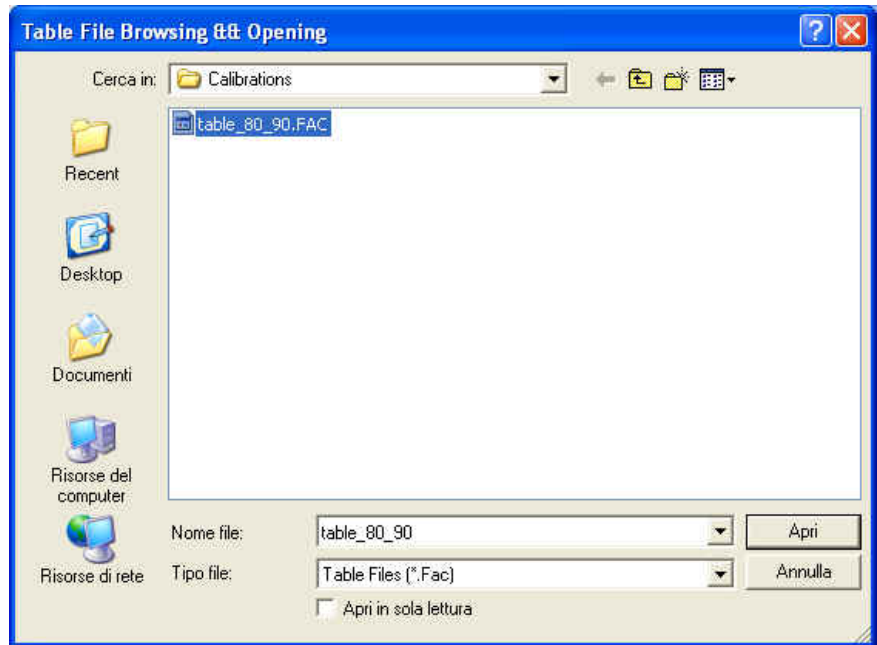 Table File Browsing && Opening
Cerca in:
Calibrations
table_80_90.FAC
Recent
Desktop
Documenti
Risorse del
computer
Risorse di rete
Nome file:
table_80_90
Apri
Tipo file:
Table Files (*.Fac)
Annulla
Apri in sola lettura